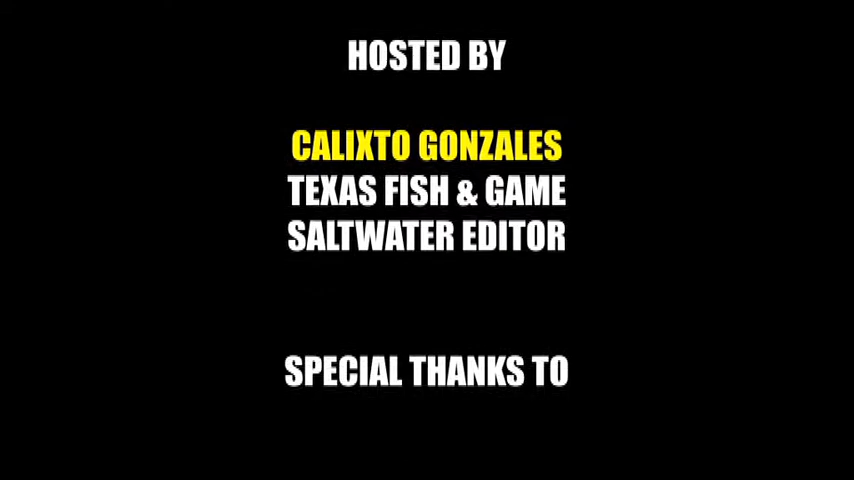 HOSTED BY
CALIXTO GONZALES
TEXAS FISH & GAME
SALTWATER EDITOR
SPECIAL THANKS TO